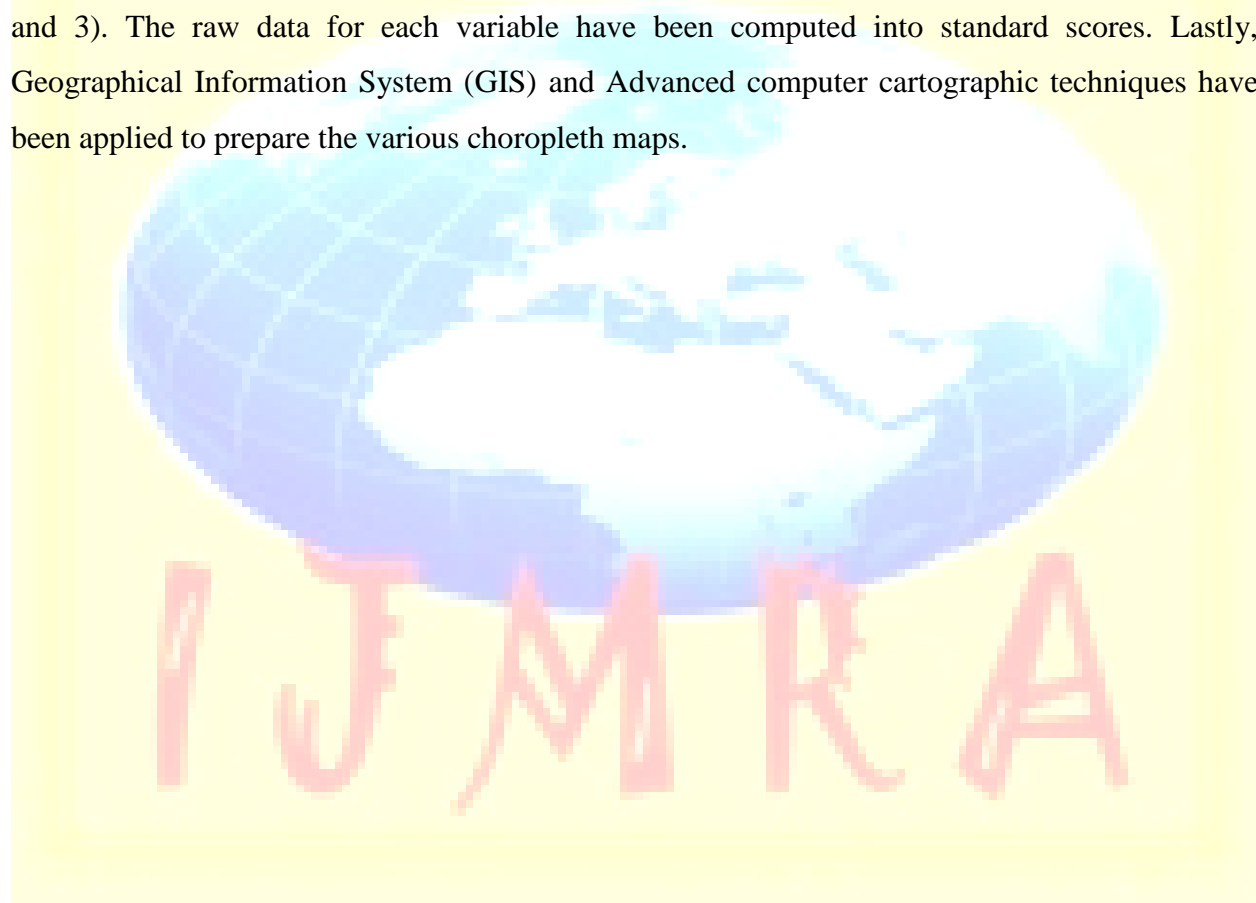 and 3). The raw data for each variable have been computed into standard scores. Lastly,
Geographical Information System (GIS) and Advanced computer cartographic techniques have
been applied to prepare the various choropleth maps.
IJMRA